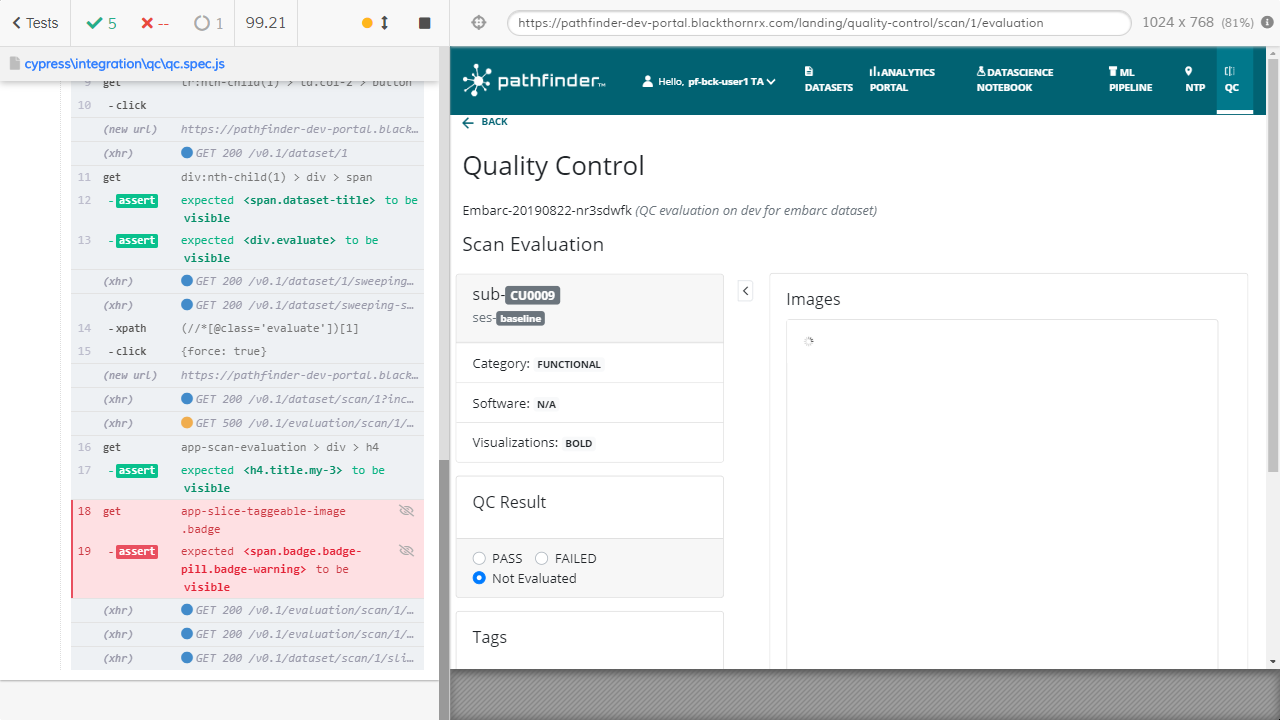 Tests
5
--
1
99.21
https://pathfinder-dev-portal.blackthornrx.com/landing/quality-control/scan/1/evaluation
1024 x 768 (81%)
cypress\integration\qc\qc.spec.js
9 get tr:nth-child(1) > td.col-2 > button
10 -click
(new url) https://pathfinder-dev-portal.black…
(xhr) GET 200 /v0.1/dataset/1
11 get div:nth-child(1) > div > span
12 -assert expected <span.dataset-title> to be
visible
13 -assert expected <div.evaluate> to be
visible
(xhr) GET 200 /v0.1/dataset/1/sweeping…
(xhr) GET 200 /v0.1/dataset/sweeping-s…
14 -xpath (//*[@class='evaluate'])[1]
15 -click {force: true}
(new url) https://pathfinder-dev-portal.black…
(xhr) GET 200 /v0.1/dataset/scan/1?inc…
(xhr) GET 500 /v0.1/evaluation/scan/1/…
16 get app-scan-evaluation > div > h4
17 -assert expected <h4.title.my-3> to be
visible
18 get app-slice-taggeable-image
.badge
19 -assert expected <span.badge.badge-
pill.badge-warning> to be
visible
(xhr) GET 200 /v0.1/evaluation/scan/1/…
(xhr) GET 200 /v0.1/evaluation/scan/1/…
(xhr) GET 200 /v0.1/dataset/scan/1/sli…
pathfinder™
Hello, pf-bck-user1 TA
DATASETS
ANALYTICS
PORTAL
DATASCIENCE
NOTEBOOK
ML
PIPELINE
NTP
QC
BACK
Quality Control
Embarc-20190822-nr3sdwfk (QC evaluation on dev for embarc dataset)
Scan Evaluation
sub-CU0009
ses-baseline
Category: FUNCTIONAL
Software: N/A
Visualizations: BOLD
QC Result
PASS FAILED
Not Evaluated
Tags
Images